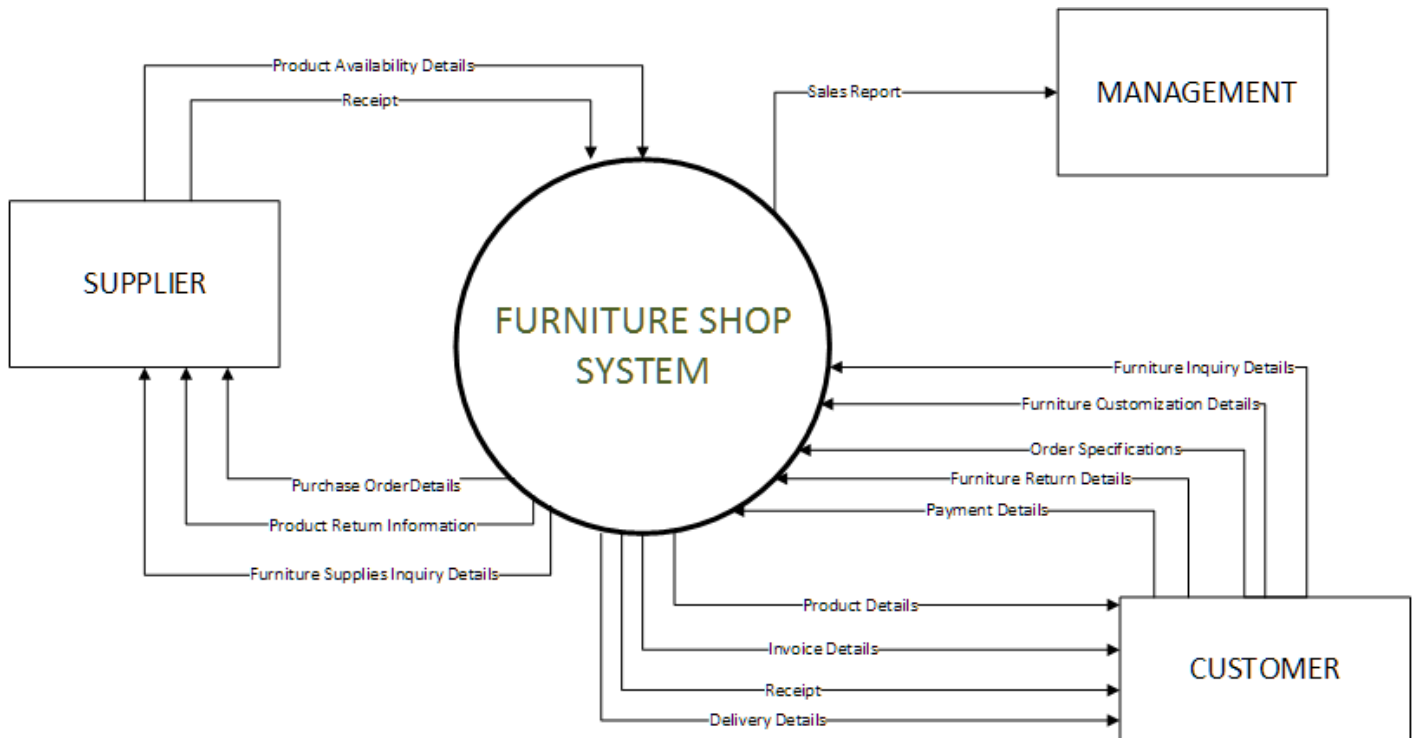 Product Availability Details
Receipt
Sales Report
MANAGEMENT
SUPPLIER
FURNITURE SHOP
SYSTEM
Furniture Inquiry Details
Furniture Customization Details
Order Specifications
Furniture Return Details
Payment Details
Purchase OrderDetails
Product Return Information
Furniture Supplies Inquiry Details
Product Details
Invoice Details
Receipt
Delivery Details
CUSTOMER